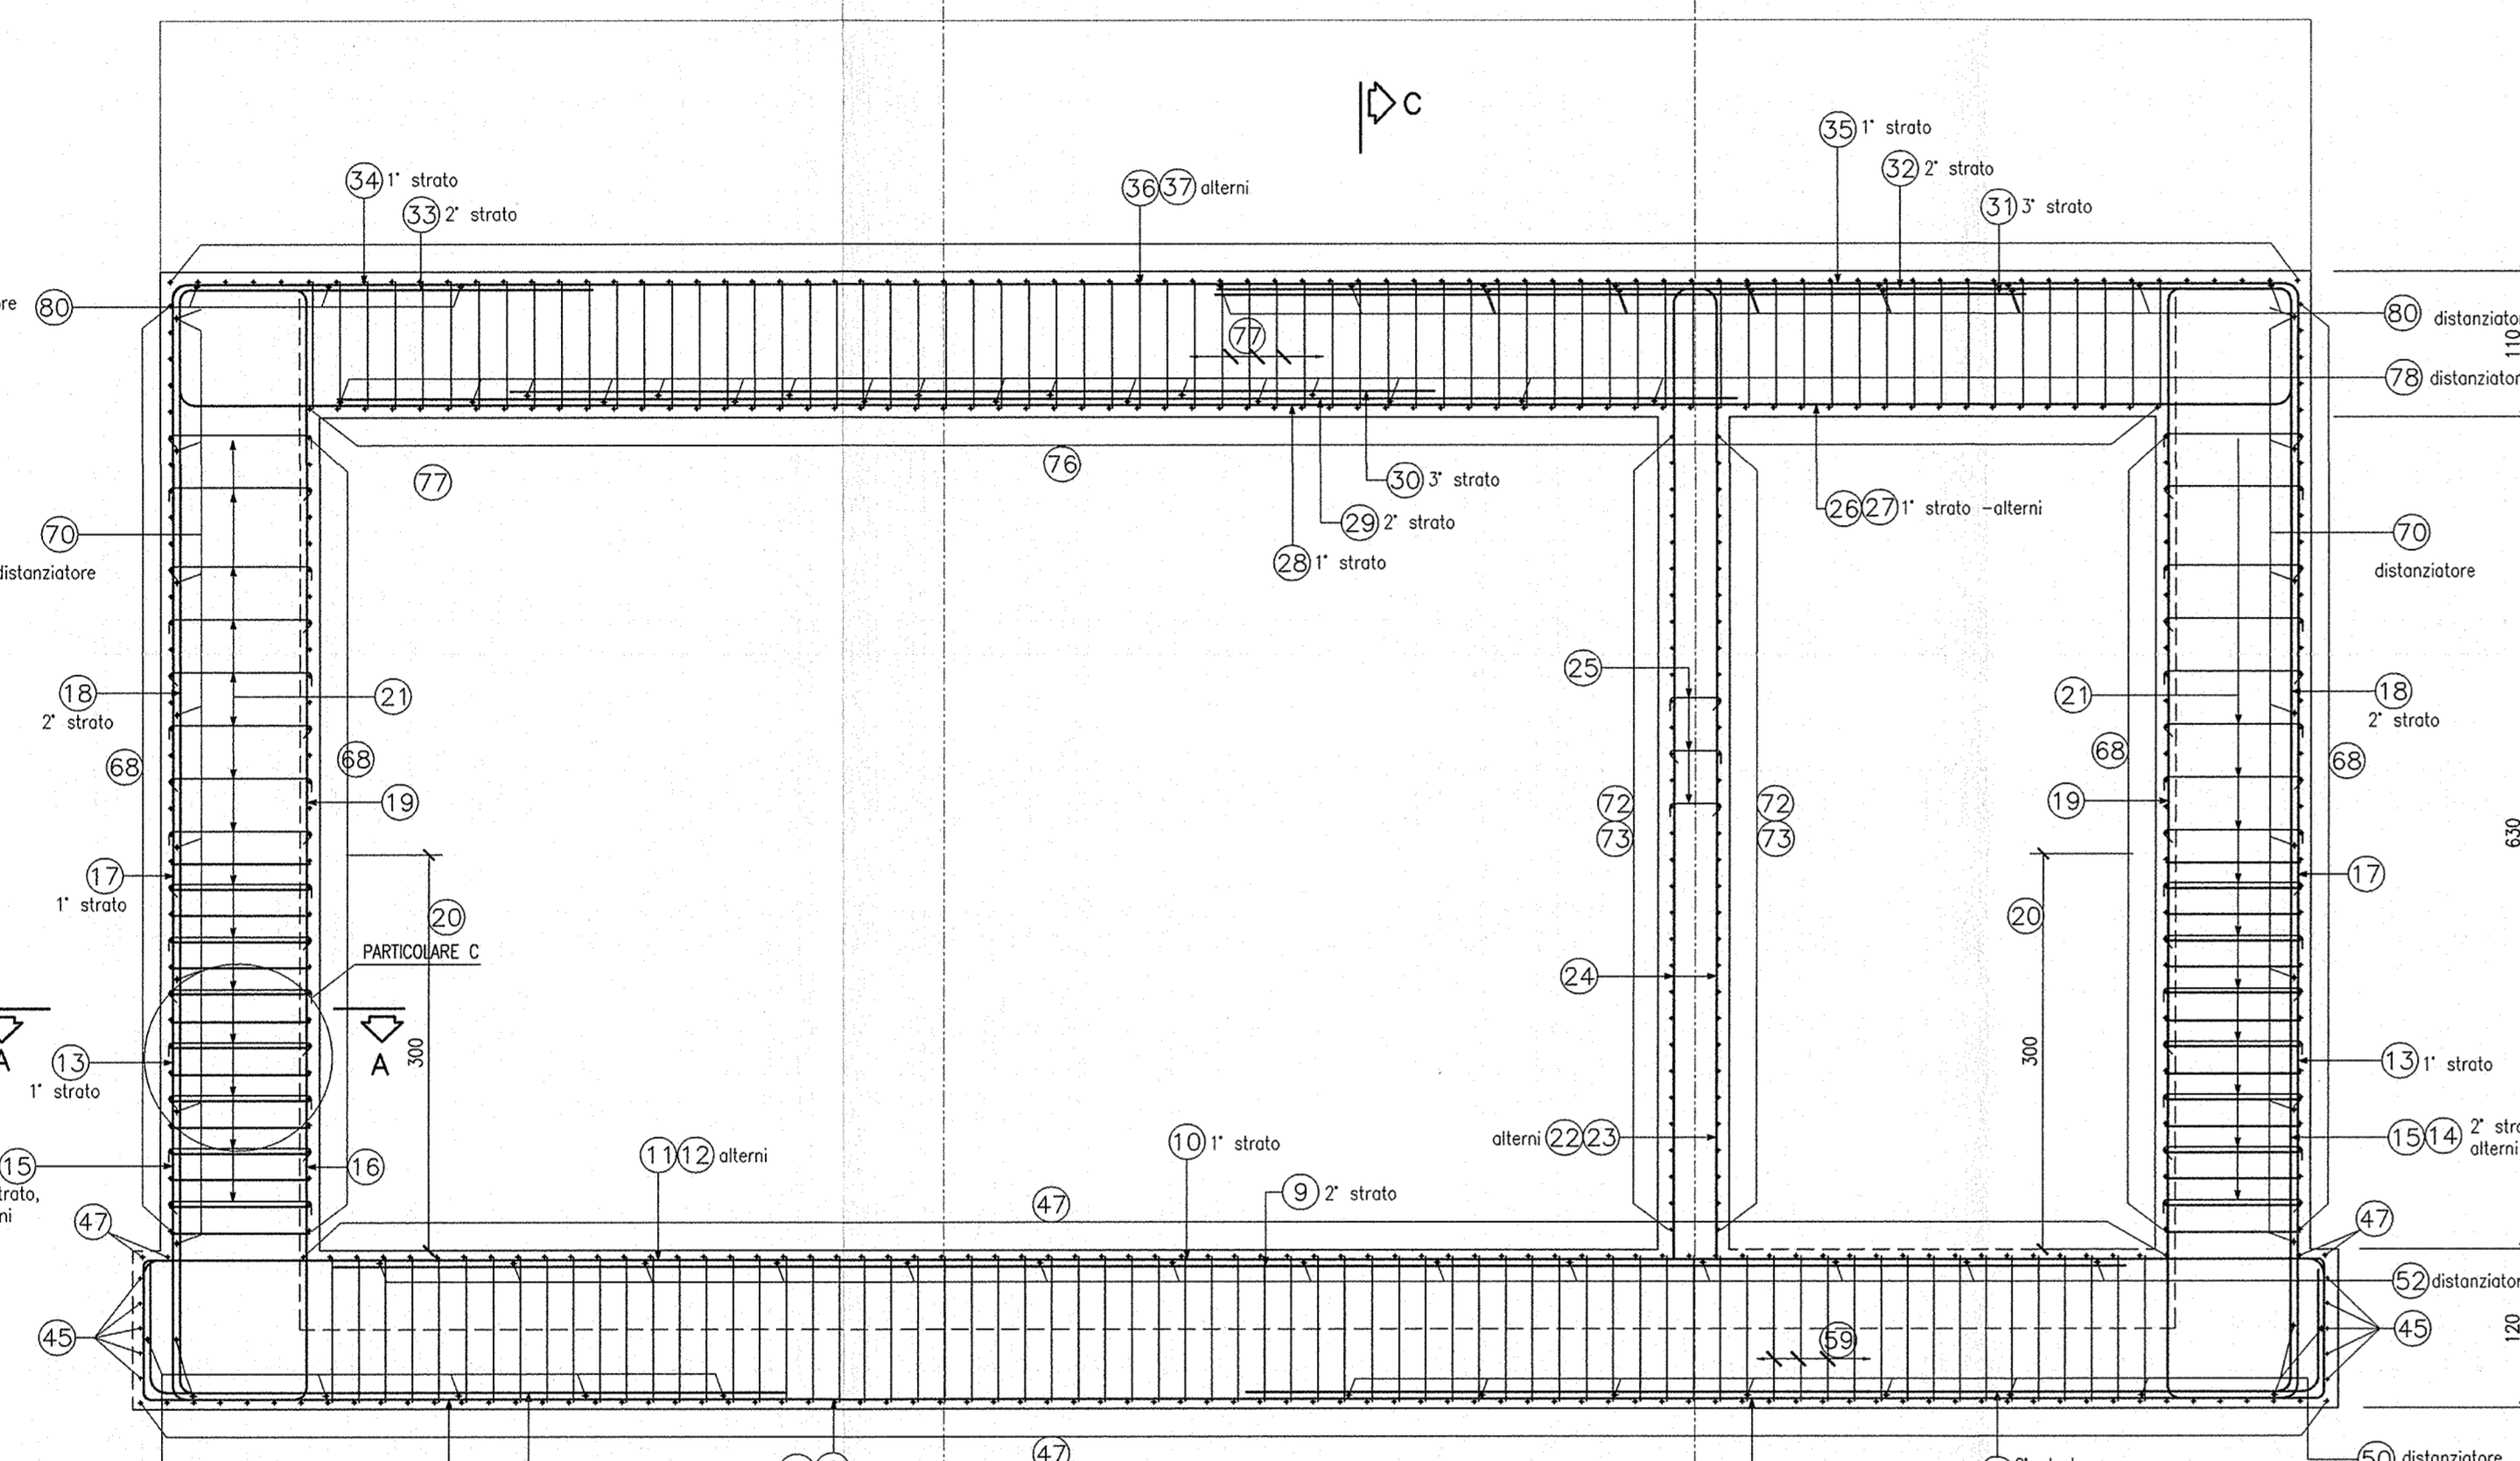 C
35 1° strato
32 2° strato
31 3° strato
34 1° strato
33 2° strato
36 37 alterni
80
80
77
110
78
77
76
30 3° strato
29 2° strato
28 1° strato
26 27 1° strato -alterni
70
distanziatore
70
distanziatore
25
18
2° strato
21
21
18
2° strato
68
68
68
68
19
19
72
73
72
73
630
17
1° strato
17
20
20
PARTICOLARE C
24
A
A
300
300
13
1° strato
13 1° strato
alterni 22 23
15 14 2°
alterni
15
16
11 12 alterni
10 1° strato
9 2° strato
47
47
47
52
45
59
45
120
47
50 distanziatore